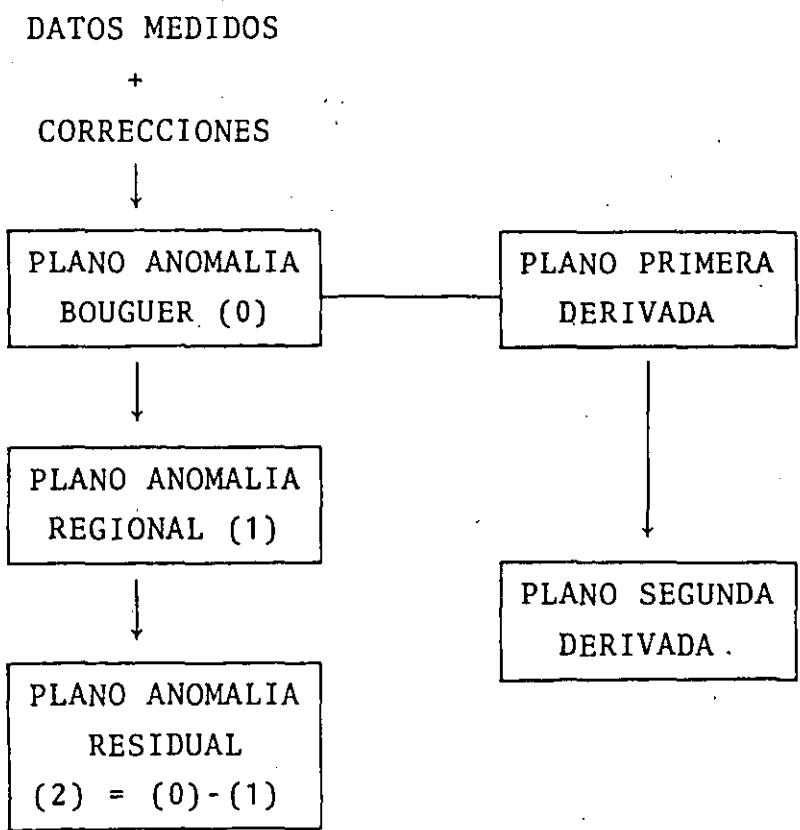 DATOS MEDIDOS
+
CORRECCIONES
PLANO ANOMALIA
BOUGUER (0)
PLANO PRIMERA
DERIVADA
PLANO ANOMALIA
REGIONAL (1)
PLANO SEGUNDA
DERIVADA.
PLANO ANOMALIA
RESIDUAL
(2) = (0)-(1)